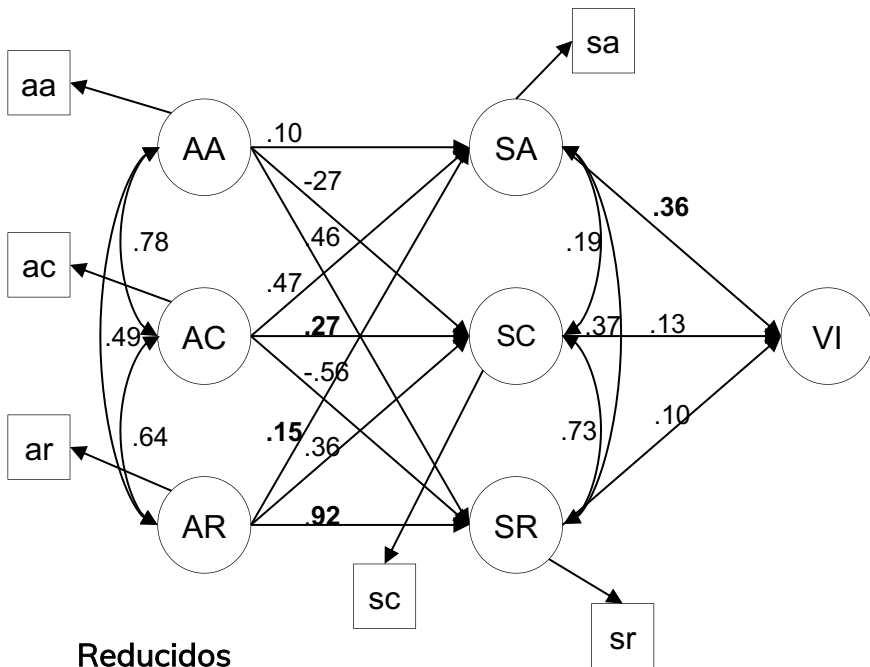 sa
aa
AA
.10
SA
-27
.36
.46
.78
.19
ac
.47
AC
.27
SC
.37
.13
VI
.49
-.56
.10
ar
.64
.15
.36
.73
AR
.92
SR
sc
sr
Reducidos